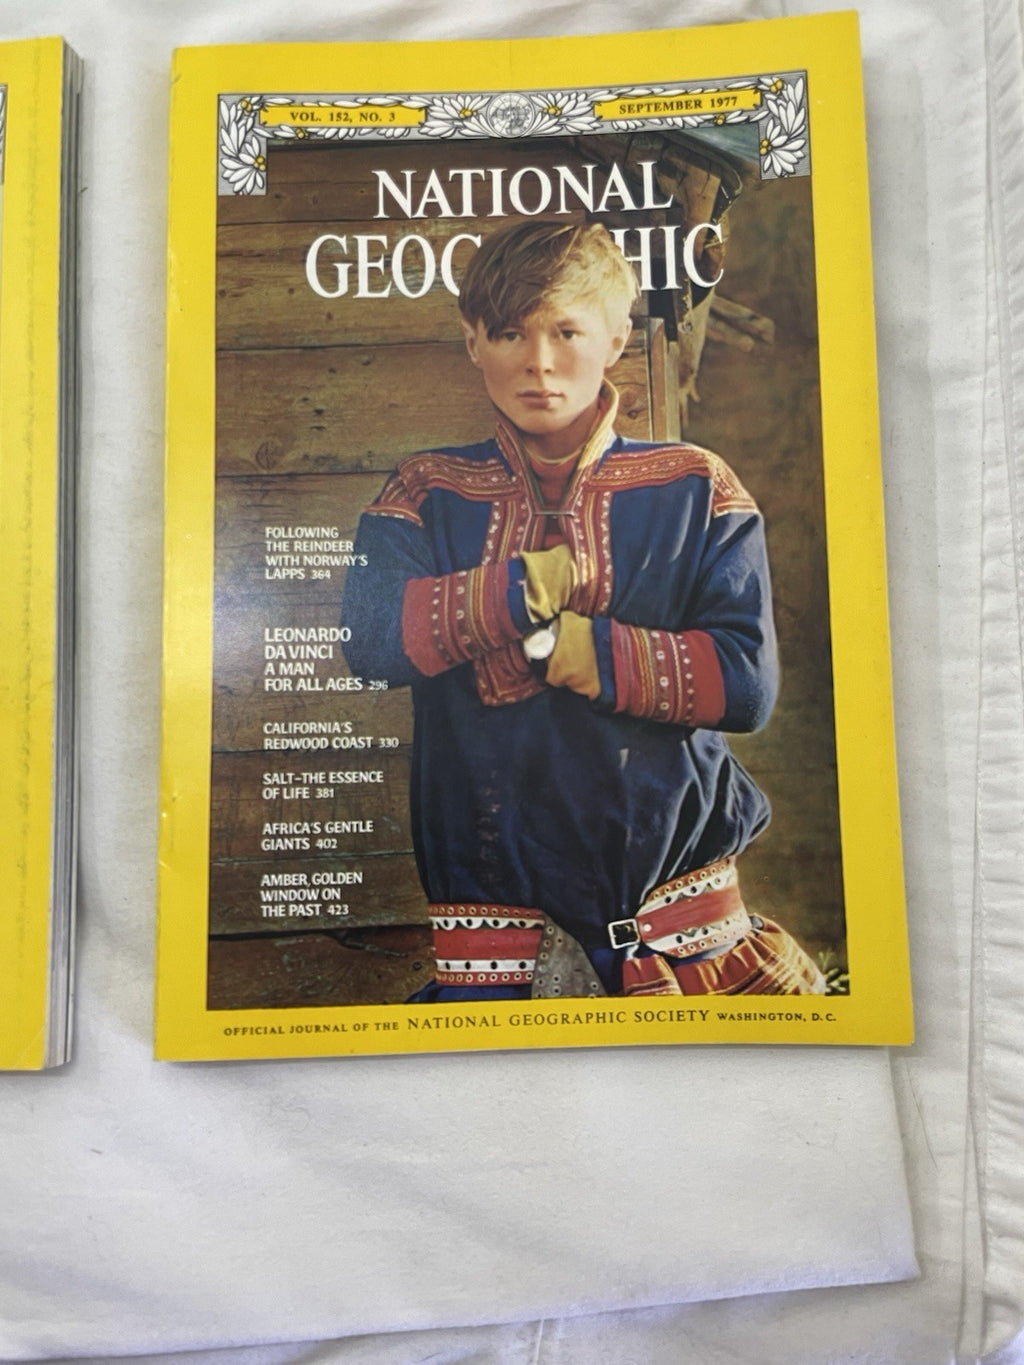 VOL. 152, NO. 3
SEPTEMBER 1977
NATIONAL
GEOGRAPHIC
FOLLOWING
THE REINDEER
WITH NORWAY'S
LAPPS 364
LEONARDO
DA VINCI
A MAN
FOR ALL AGES 296
CALIFORNIA'S
REDWOOD COAST 330
SALT–THE ESSENCE
OF LIFE 381
AFRICA'S GENTLE
GIANTS 402
AMBER, GOLDEN
WINDOW ON
THE PAST 423
OFFICIAL JOURNAL OF THE NATIONAL GEOGRAPHIC SOCIETY WASHINGTON, D.C.